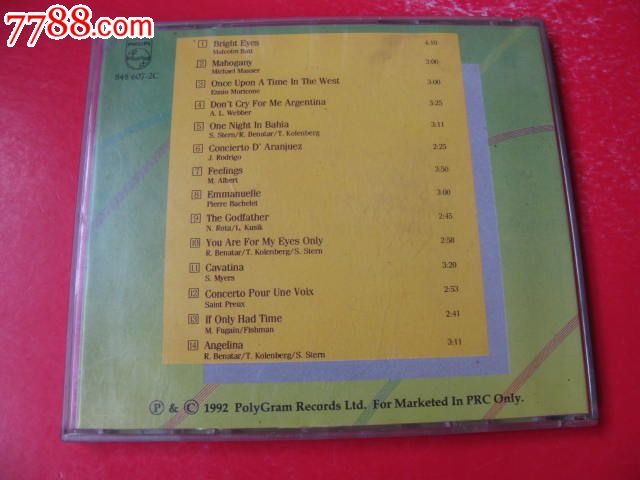 7788.com
PHILIPS
848 607-2C
1 Bright Eyes 4:10
Malcolm Batt
2 Mahogany 3:00
Michael Masser
3 Once Upon A Time In The West 3:00
Ennio Moricone
4 Don't Cry For Me Argentina 3:25
A. L. Webber
5 One Night In Bahia 3:11
S. Stern/R. Benatar/T. Kolenberg
6 Concierto D' Aranjuez 2:25
J. Rodrigo
7 Feelings 3:50
M. Albert
8 Emmanuelle 3:00
Pierre Bachelet
9 The Godfather 2:45
N. Rota/L. Kusik
10 You Are For My Eyes Only 2:58
R. Benatar/T. Kolenberg/S. Stern
11 Cavatina 3:20
S. Myers
12 Concerto Pour Une Voix 2:53
Saint Preux
13 If Only Had Time 2:41
M. Fugain/Fishman
14 Angelina 3:11
R. Benatar/T. Kolenberg/S. Stern
Ⓟ & © 1992 PolyGram Records Ltd. For Marketed In PRC Only.